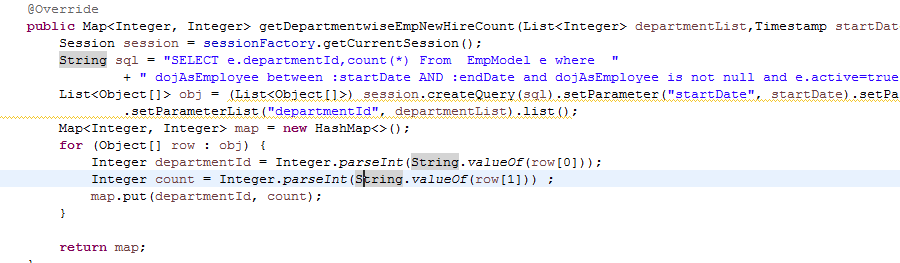 @Override
public Map<Integer, Integer> getDepartmentwiseEmpNewHireCount(List<Integer> departmentList,Timestamp startDat
Session session = sessionFactory.getCurrentSession();
String sql = "SELECT e.departmentId,count(*) From  EmpModel e where  "
+ " dojAsEmployee between :startDate AND :endDate and dojAsEmployee is not null and e.active=true
List<Object[]> obj = (List<Object[]>) session.createQuery(sql).setParameter("startDate", startDate).setPa
.setParameterList("departmentId", departmentList).list();
Map<Integer, Integer> map = new HashMap<>();
for (Object[] row : obj) {
Integer departmentId = Integer.parseInt(String.valueOf(row[0]));
Integer count = Integer.parseInt(String.valueOf(row[1])) ;
map.put(departmentId, count);
}
return map;